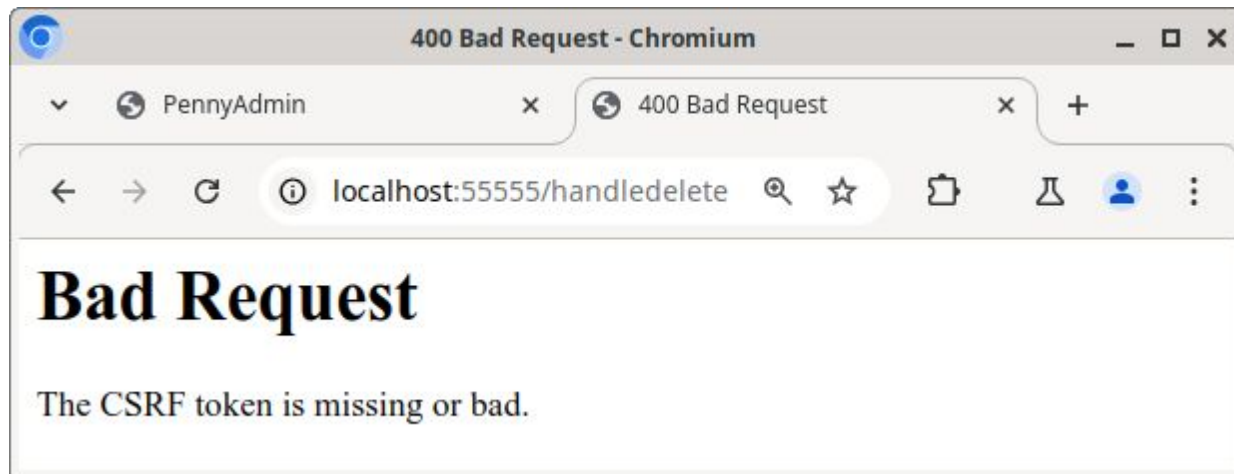 400 Bad Request - Chromium
PennyAdmin
400 Bad Request
localhost:55555/handledelete
Bad Request
The CSRF token is missing or bad.